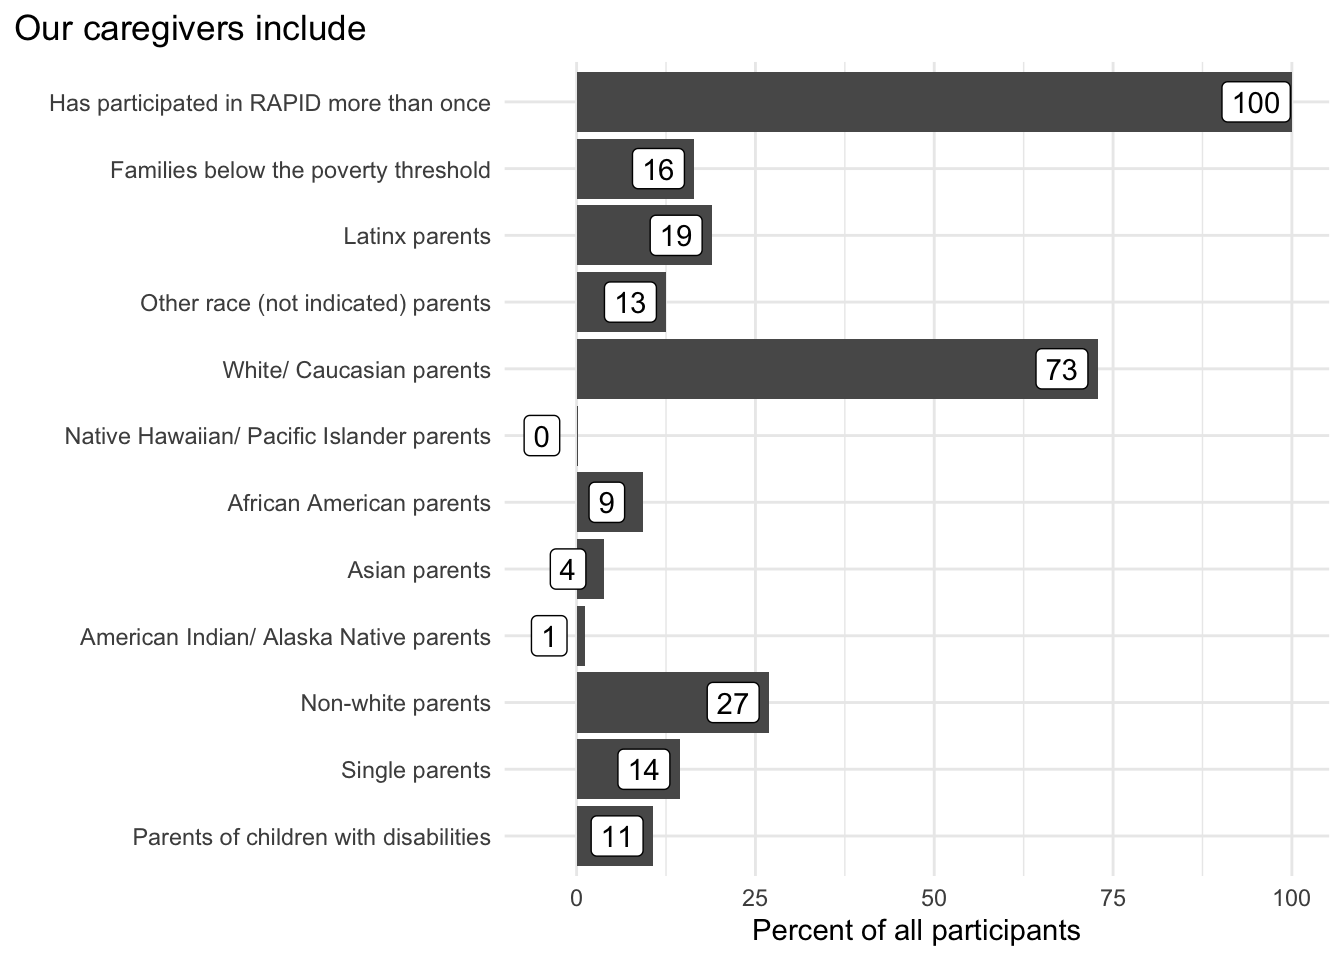 Our caregivers include
Has participated in RAPID more than once 100
Families below the poverty threshold 16
Latinx parents 19
Other race (not indicated) parents 13
White/ Caucasian parents 73
Native Hawaiian/ Pacific Islander parents 0
African American parents 9
Asian parents 4
American Indian/ Alaska Native parents 1
Non-white parents 27
Single parents 14
Parents of children with disabilities 11
0 25 50 75 100
Percent of all participants